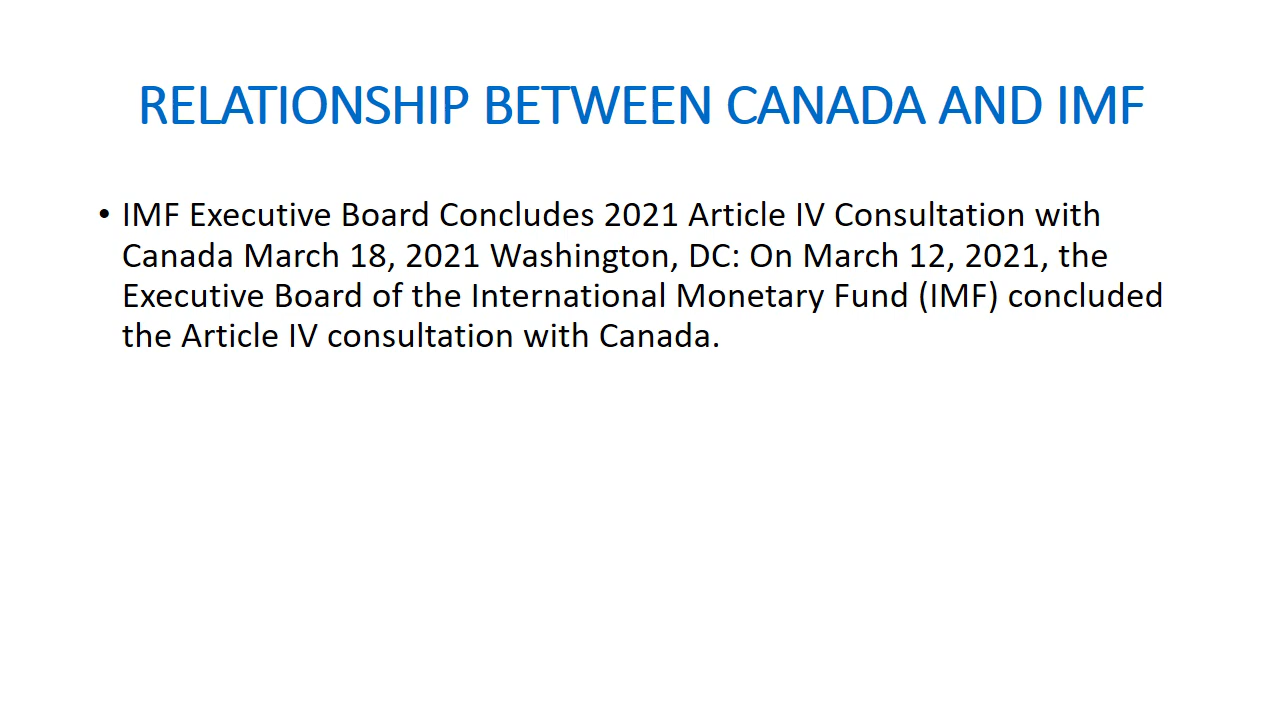 RELATIONSHIP BETWEEN CANADA AND IMF
• IMF Executive Board Concludes 2021 Article IV Consultation with
Canada March 18, 2021 Washington, DC: On March 12, 2021, the
Executive Board of the International Monetary Fund (IMF) concluded
the Article IV consultation with Canada.